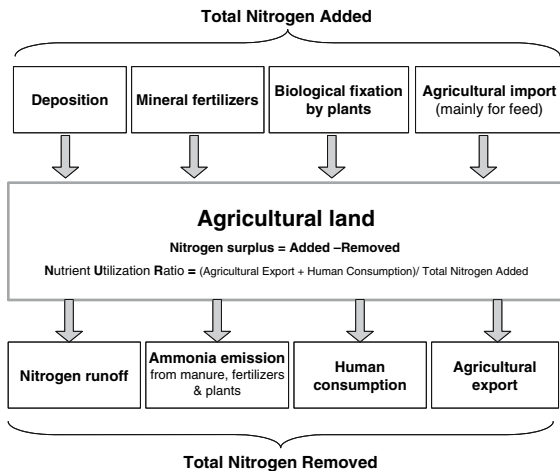 Total Nitrogen Added
Deposition
Mineral fertilizers
Biological fixation
by plants
Agricultural import
(mainly for feed)
Agricultural land
Nitrogen surplus = Added –Removed
Nutrient Utilization Ratio = (Agricultural Export + Human Consumption)/ Total Nitrogen Added
Nitrogen runoff
Ammonia emission
from manure, fertilizers
& plants
Human
consumption
Agricultural
export
Total Nitrogen Removed